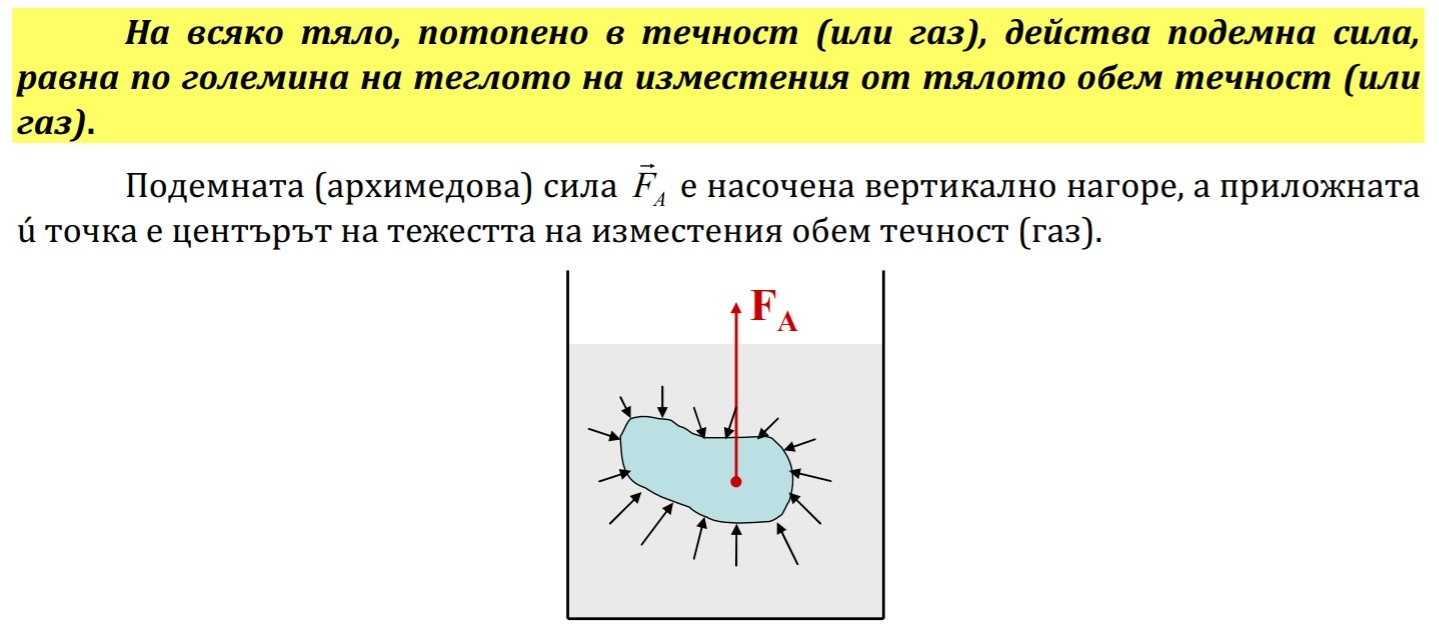 На всяко тяло, потопено в течност (или газ), действа подемна сила,
равна по големина на теглото на изместения от тялото обем течност (или
газ).
Подемната (архимедова) сила F⃗_A е насочена вертикално нагоре, а приложната
ú точка е центърът на тежестта на изместения обем течност (газ).
F_A